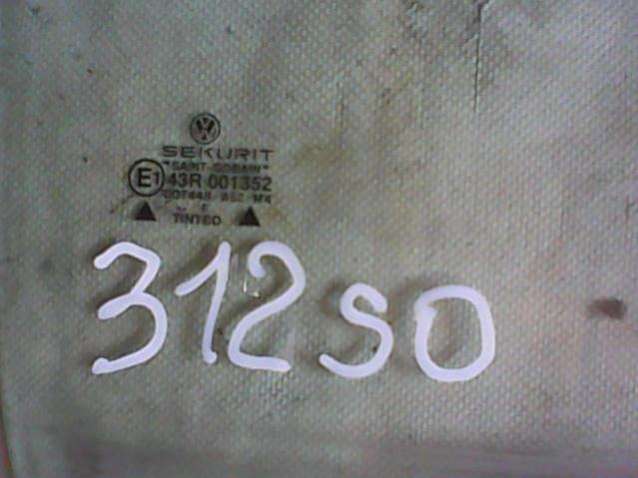 SEKURIT
"SAINT-GOBAIN"
E1 43R 001352
TINTED
312SO